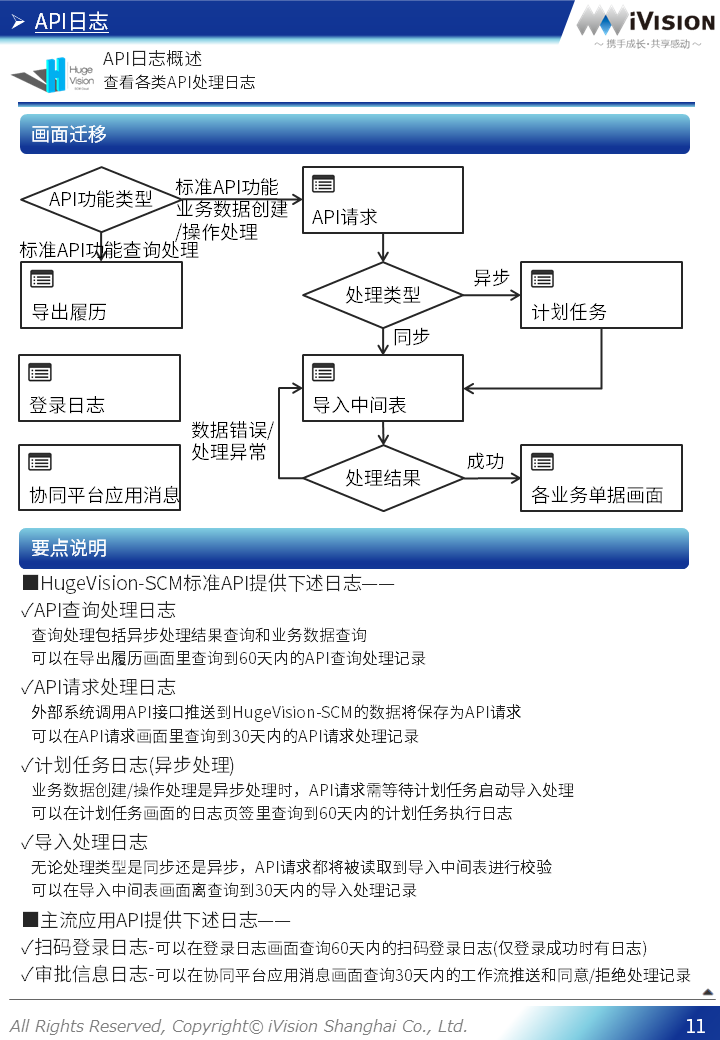 ➢ API日志
iVision
～携手成长·共享感动～
Huge
Vision
API日志概述
查看各类API处理日志
画面迁移
API功能类型
标准API功能
业务数据创建
/操作处理
API请求
标准API功能查询处理
导出履历
处理类型
异步
计划任务
同步
登录日志
导入中间表
数据错误/
处理异常
协同平台应用消息
处理结果
成功
各业务单据画面
要点说明
■HugeVision-SCM标准API提供下述日志——
✓API查询处理日志
查询处理包括异步处理结果查询和业务数据查询
可以在导出履历画面里查询到60天内的API查询处理记录
✓API请求处理日志
外部系统调用API接口推送到HugeVision-SCM的数据将保存为API请求
可以在API请求画面里查询到30天内的API请求处理记录
✓计划任务日志(异步处理)
业务数据创建/操作处理是异步处理时，API请求需等待计划任务启动导入处理
可以在计划任务画面的日志页签里查询到60天内的计划任务执行日志
✓导入处理日志
无论处理类型是同步还是异步，API请求都将被读取到导入中间表进行校验
可以在导入中间表画面离查询到30天内的导入处理记录
■主流应用API提供下述日志——
✓扫码登录日志-可以在登录日志画面查询60天内的扫码登录日志(仅登录成功时有日志)
✓审批信息日志-可以在协同平台应用消息画面查询30天内的工作流推送和同意/拒绝处理记录
All Rights Reserved, Copyright© iVision Shanghai Co., Ltd.
11